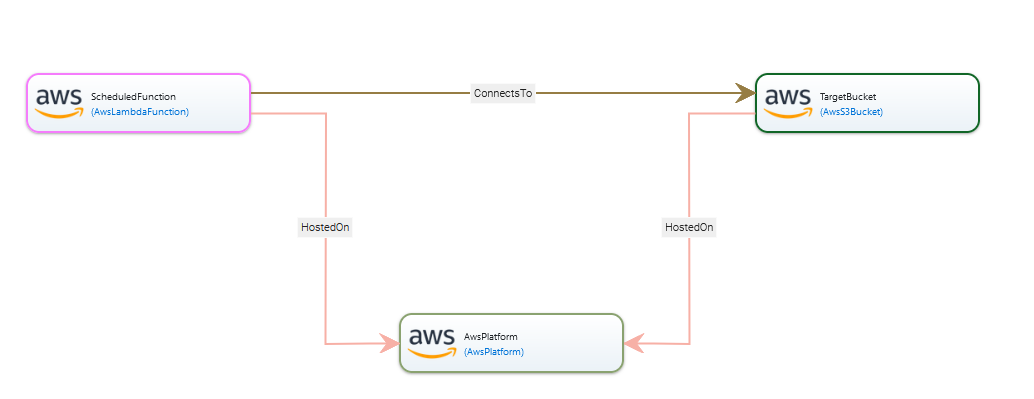 aws
ScheduledFunction
(AwsLambdaFunction)
ConnectsTo
aws
TargetBucket
(AwsS3Bucket)
HostedOn
HostedOn
aws
AwsPlatform
(AwsPlatform)